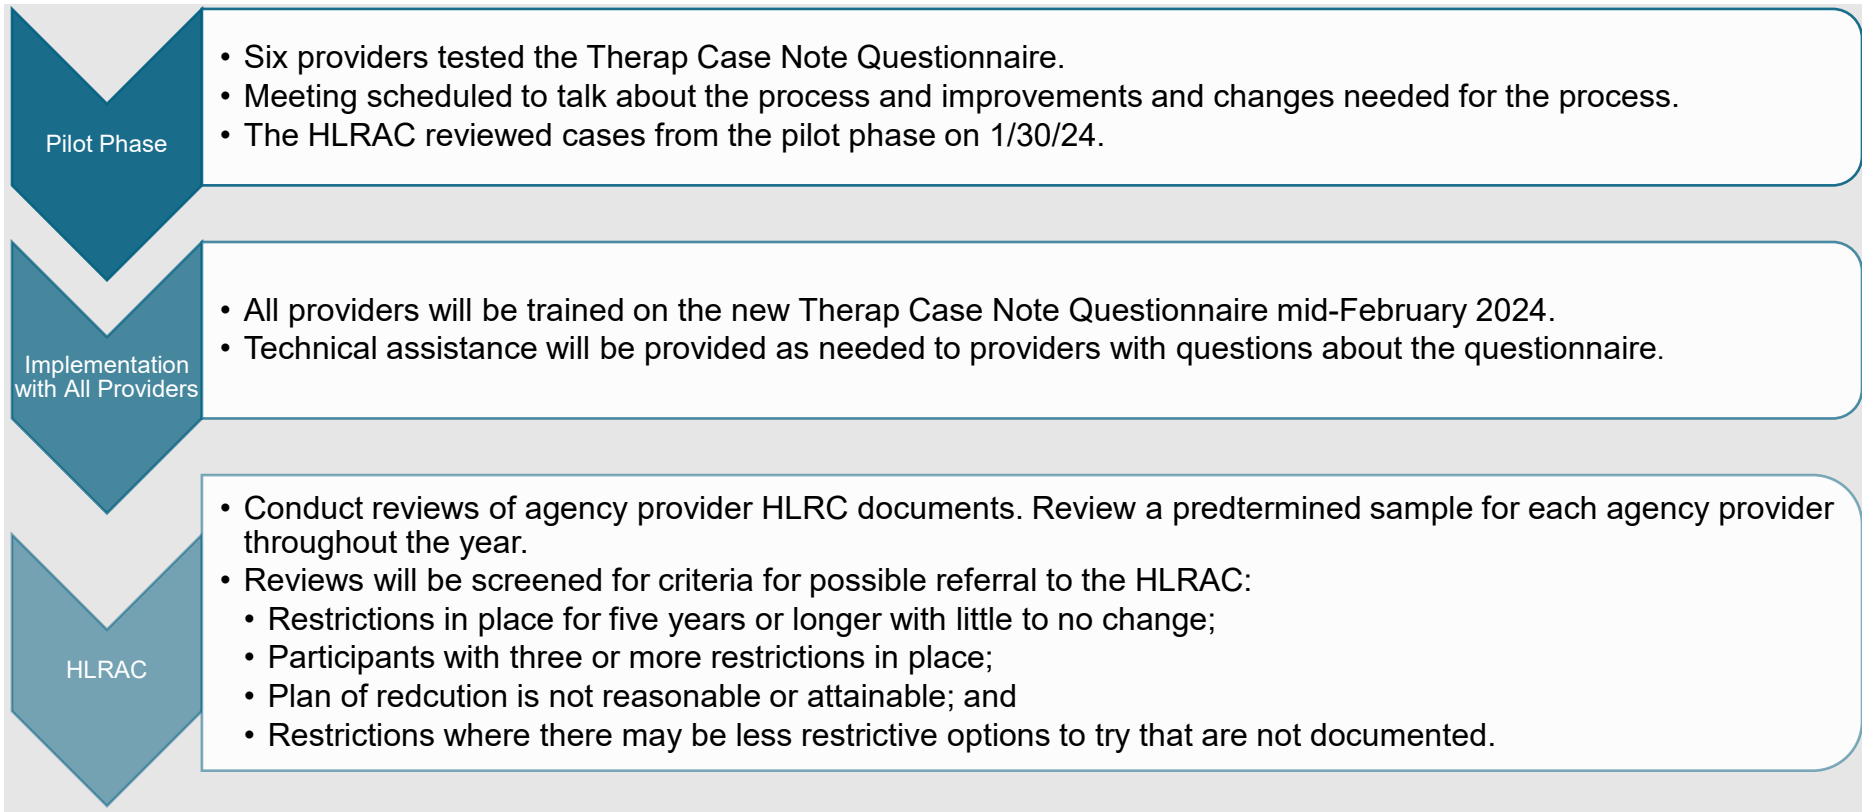 Pilot Phase
• Six providers tested the Therap Case Note Questionnaire.
• Meeting scheduled to talk about the process and improvements and changes needed for the process.
• The HLRAC reviewed cases from the pilot phase on 1/30/24.
Implementation
with All Providers
• All providers will be trained on the new Therap Case Note Questionnaire mid-February 2024.
• Technical assistance will be provided as needed to providers with questions about the questionnaire.
HLRAC
• Conduct reviews of agency provider HLRC documents. Review a predtermined sample for each agency provider
throughout the year.
• Reviews will be screened for criteria for possible referral to the HLRAC:
• Restrictions in place for five years or longer with little to no change;
• Participants with three or more restrictions in place;
• Plan of redcution is not reasonable or attainable; and
• Restrictions where there may be less restrictive options to try that are not documented.